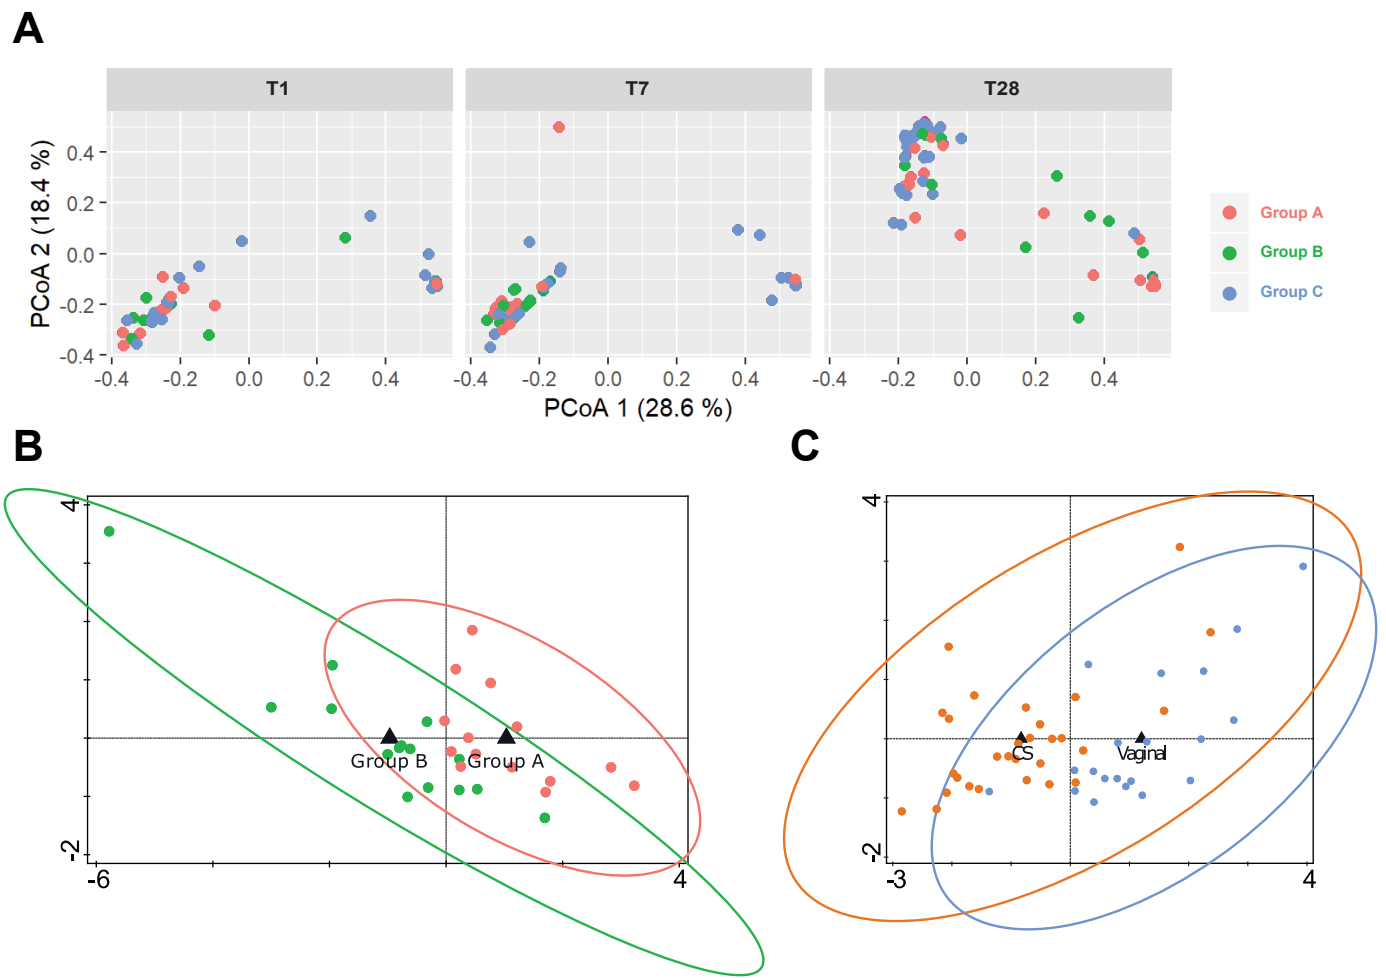 A
T1
T7
T28
PCoA 2 (18.4 %)
0.4
0.2
0.0
-0.2
-0.4
-0.4 -0.2 0.0 0.2 0.4
-0.4 -0.2 0.0 0.2 0.4
-0.4 -0.2 0.0 0.2 0.4
PCoA 1 (28.6 %)
Group A
Group B
Group C
B
4
-2
-6
4
Group B
Group A
C
4
-2
-3
4
CS
Vaginal